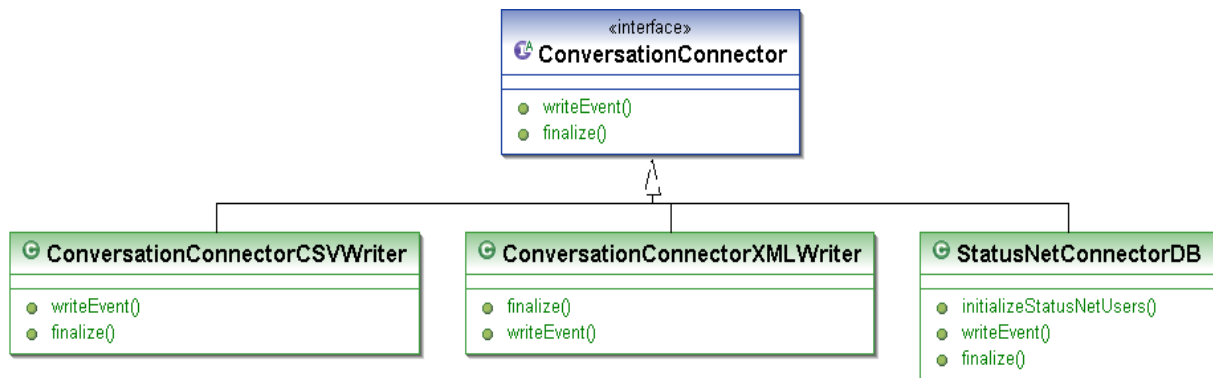 «interface»
ConversationConnector
writeEvent()
finalize()
ConversationConnectorCSVWriter
writeEvent()
finalize()
ConversationConnectorXMLWriter
finalize()
writeEvent()
StatusNetConnectorDB
initializeStatusNetUsers()
writeEvent()
finalize()